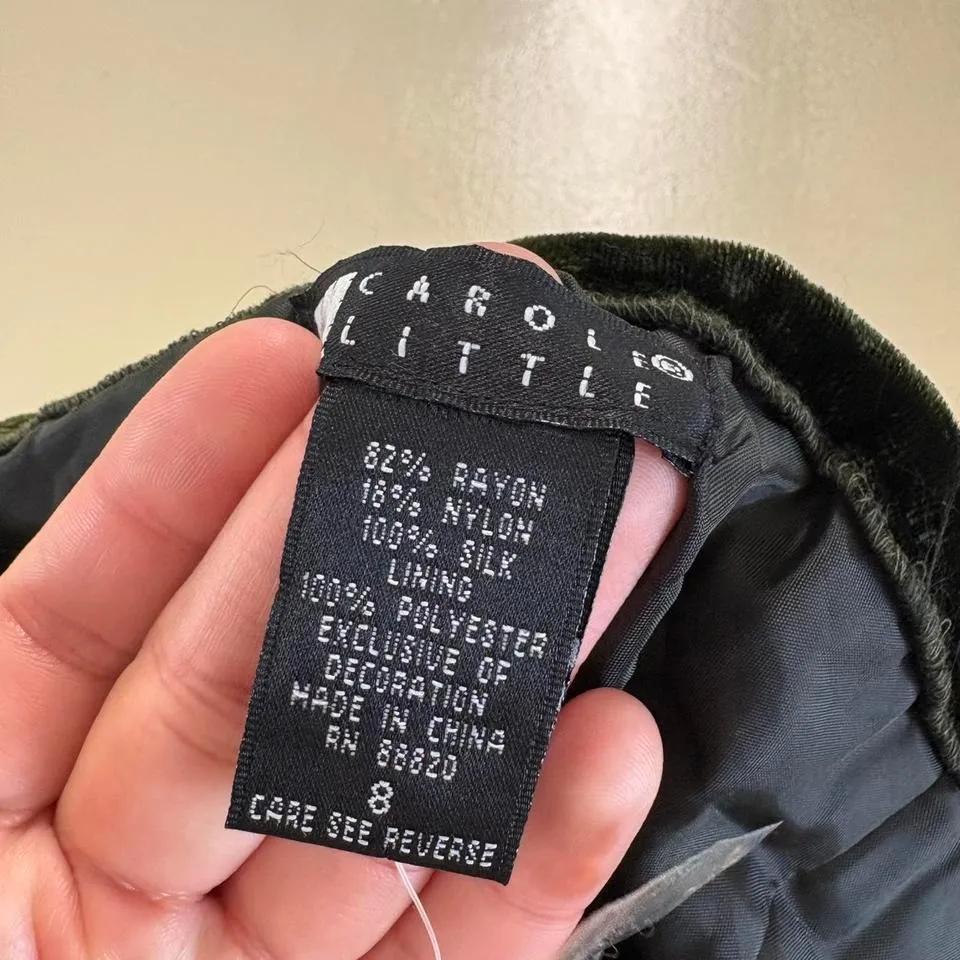 CAROLE
LITTLE®
82% RAYON
18% NYLON
100% SILK
LINING
100% POLYESTER
EXCLUSIVE OF
DECORATION
MADE IN CHINA
RN 88820
8
CARE SEE REVERSE